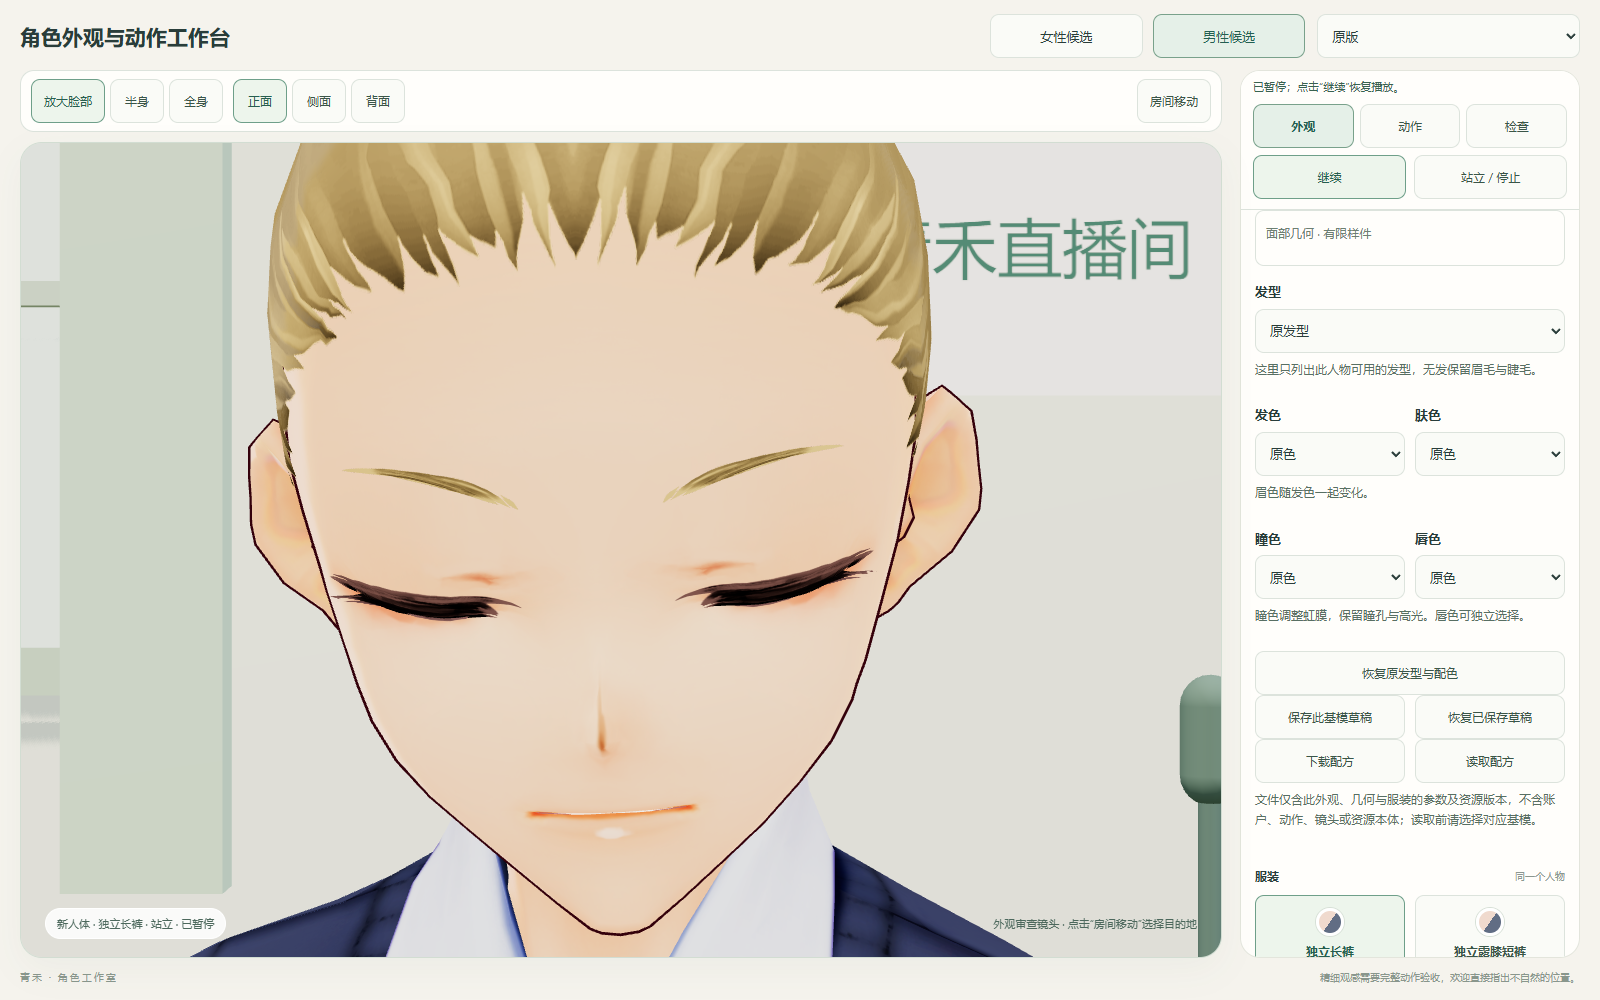 角色外观与动作工作台
女性候选
男性候选
原版
放大脸部
半身
全身
正面
侧面
背面
房间移动
禾直播间
新人体 · 独立长裤 · 站立 · 已暂停
外观审查镜头 · 点击“房间移动”选择目的地
已暂停；点击“继续”恢复播放。
外观
动作
检查
继续
站立 / 停止
面部几何 · 有限样件
发型
原发型
这里只列出此人物可用的发型，无发保留眉毛与睫毛。
发色
肤色
原色
原色
眉色随发色一起变化。
瞳色
唇色
原色
原色
瞳色调整虹膜，保留瞳孔与高光。唇色可独立选择。
恢复原发型与配色
保存此基模草稿
恢复已保存草稿
下载配方
读取配方
文件仅含此外观、几何与服装的参数及资源版本，不含账
户、动作、镜头或资源本体；读取前请选择对应基模。
服装
同一个人物
独立长裤
独立露膝短裤
青禾 · 角色工作室
精细观感需要完整动作验收，欢迎直接指出不自然的位置。